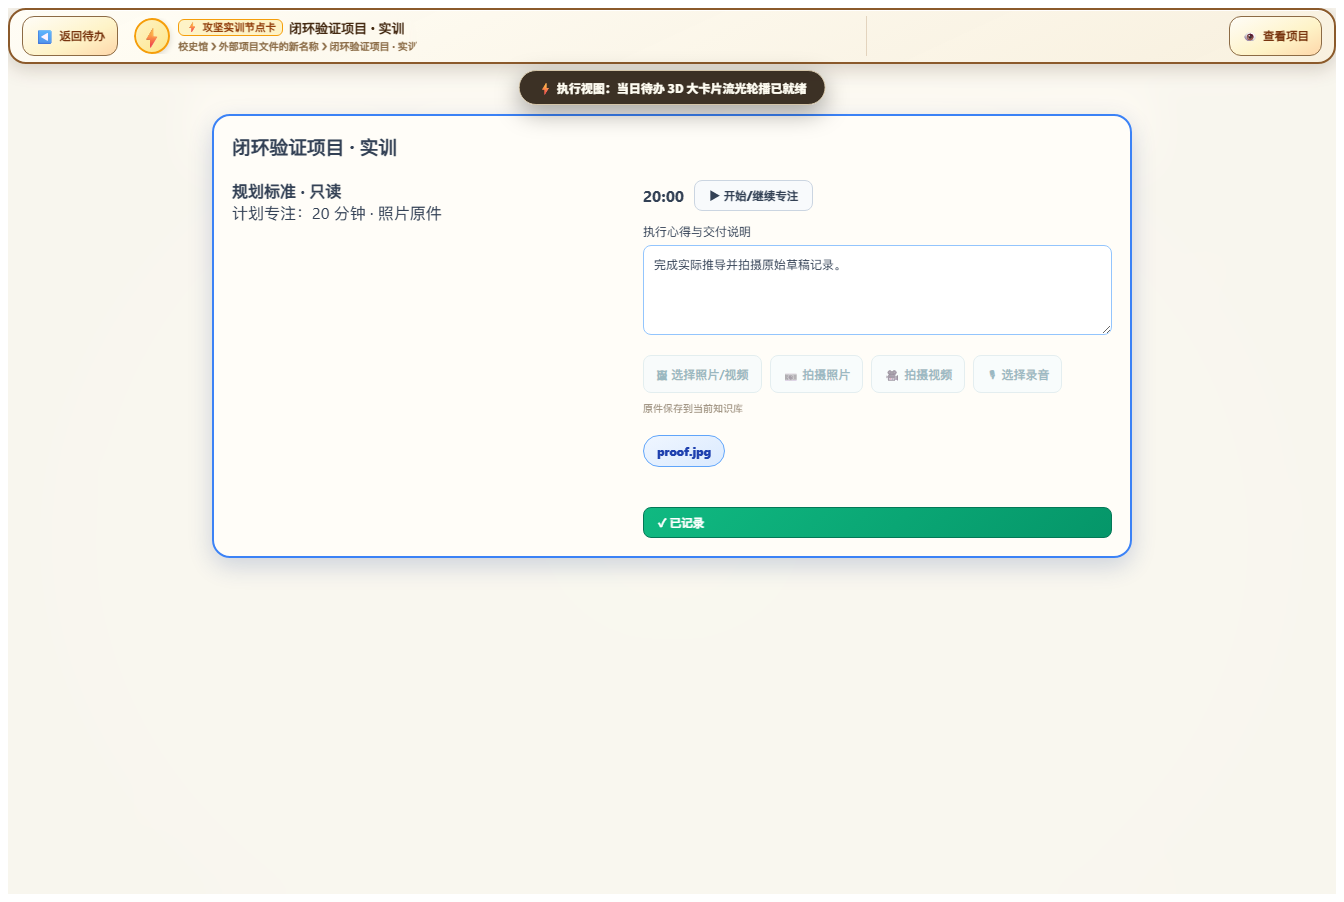 返回待办
攻坚实训节点卡 闭环验证项目 · 实训
校史馆 › 外部项目文件的新名称 › 闭环验证项目 · 实训
查看项目
执行视图：当日待办 3D 大卡片流光轮播已就绪
闭环验证项目 · 实训
规划标准 · 只读
计划专注：20 分钟 · 照片原件
20:00 ▶ 开始/继续专注
执行心得与交付说明
完成实际推导并拍摄原始草稿记录。
选择照片/视频 拍摄照片 拍摄视频 选择录音
原件保存到当前知识库
proof.jpg
✓ 已记录